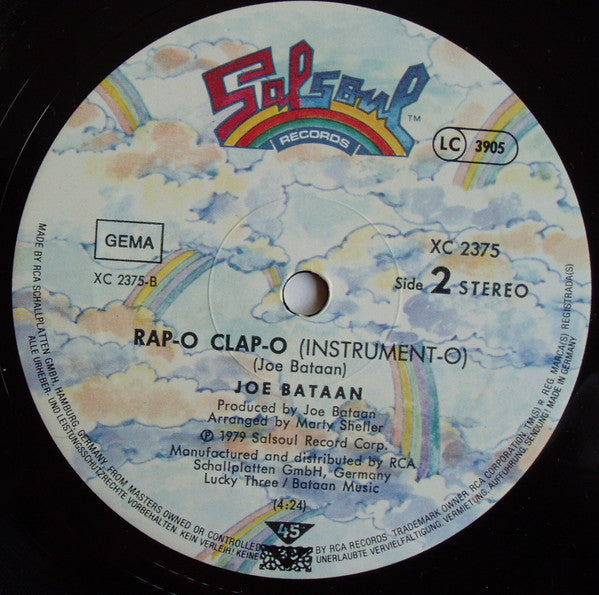 Salsoul TM
RECORDS
LC 3905
GEMA
XC 2375-B
XC 2375
Side 2 STEREO
RAP-O CLAP-O (INSTRUMENT-O)
(Joe Bataan)
JOE BATAAN
Produced by Joe Bataan
Arranged by Marty Sheller
℗ 1979 Salsoul Record Corp.
Manufactured and distributed by RCA
Schallplatten GmbH, Germany
Lucky Three / Bataan Music
(4:24)
45
MADE BY RCA SCHALLPLATTEN GMBH, HAMBURG, GERMANY, FROM MASTERS OWNED OR CONTROLLED BY RCA RECORDS - TRADEMARK OWNER RCA CORPORATION TM(S) R REG. MARCA(S) REGISTRADA(S)
ALLE URHEBER- UND LEISTUNGSSCHUTZRECHTE VORBEHALTEN. KEIN VERLEIH! KEINE UNERLAUBTE VERVIELFÄLTIGUNG, VERMIETUNG, AUFFÜHRUNG, SENDUNG! MADE IN GERMANY